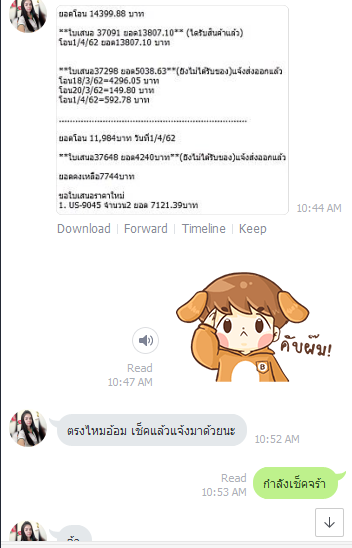 ยอดโอน 14399.88 บาท
**ใบเสนอ 37091 ยอด13807.10** (ได้รับสินค้าแล้ว)
โอน1/4/62 ยอด13807.10 บาท
**ใบเสนอ37298 ยอด5038.63**(ยังไม่ได้รับของ)แจ้งส่งออกแล้ว
โอน18/3/62=4296.05 บาท
โอน20/3/62=149.80 บาท
โอน1/4/62=592.78 บาท
ยอดโอน 11,984บาท วันที่1/4/62
**ใบเสนอ37648 ยอด4240บาท**(ยังไม่ได้รับของ)แจ้งส่งออกแล้ว
ยอดคงเหลือ7744บาท
ขอใบเสนอราคาใหม่
1. US-9045 จำนวน2 ยอด 7121.39บาท
10:44 AM
Download | Forward | Timeline | Keep
คับผ๊ม!
B
Read
10:47 AM
ตรงไหมอ้อม เช็คแล้วแจ้งมาด้วยนะ
10:52 AM
Read
10:53 AM
กำลังเช็คจร้า